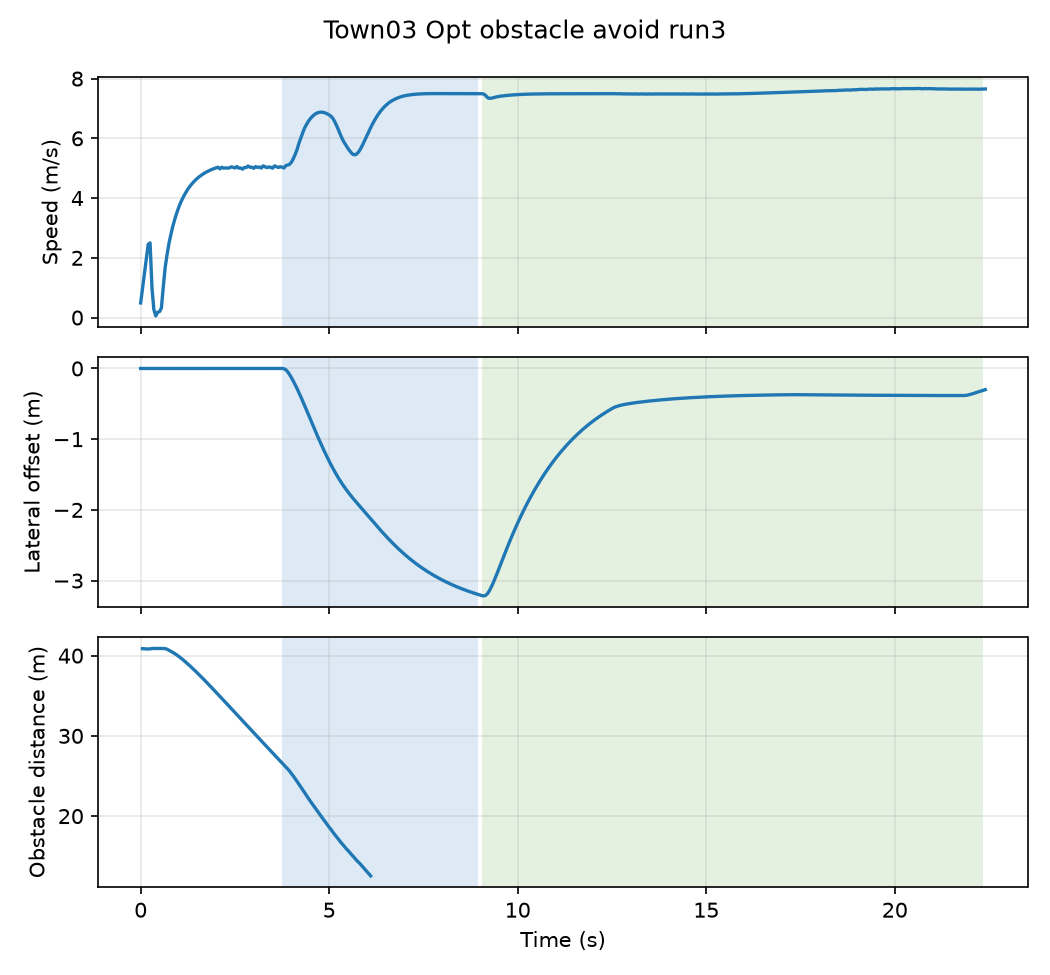 Town03 Opt obstacle avoid run3
8
6
4
2
0
Speed (m/s)
0
−1
−2
−3
Lateral offset (m)
40
30
20
Obstacle distance (m)
0 5 10 15 20
Time (s)